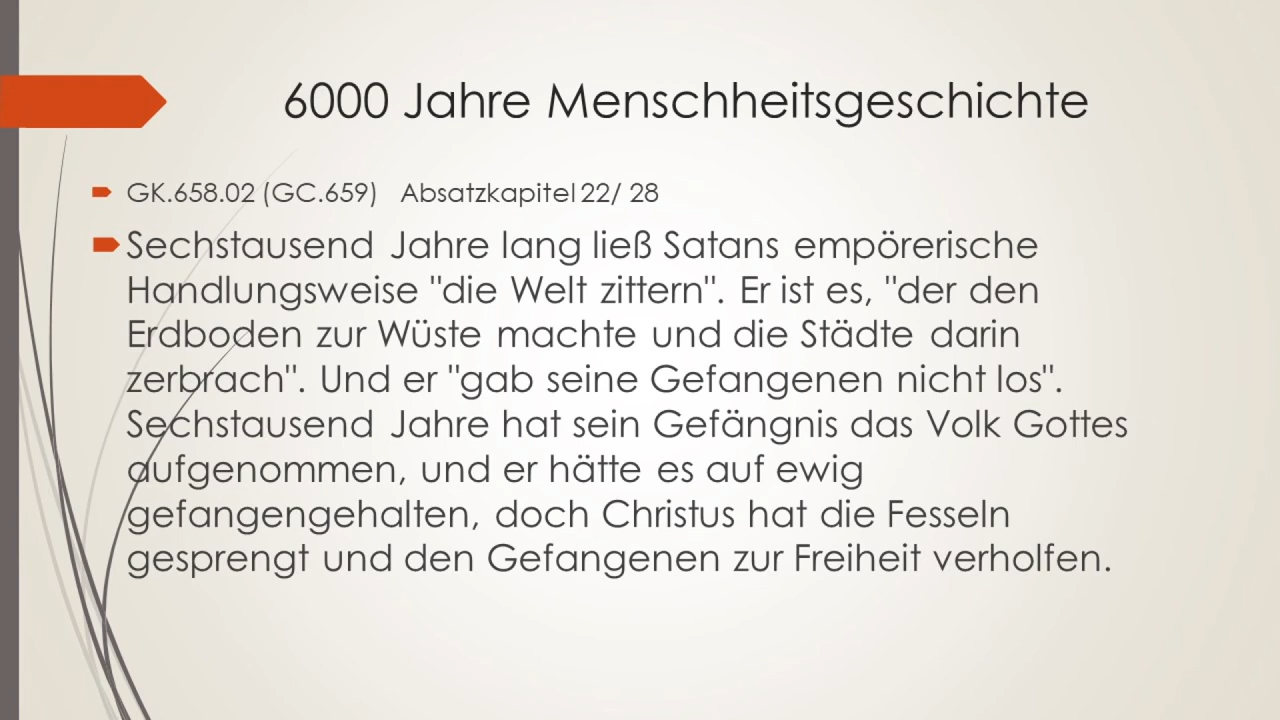 6000 Jahre Menschheitsgeschichte
GK.658.02 (GC.659) Absatzkapitel 22/ 28
Sechstausend Jahre lang ließ Satans empörerische
Handlungsweise "die Welt zittern". Er ist es, "der den
Erdboden zur Wüste machte und die Städte darin
zerbrach". Und er "gab seine Gefangenen nicht los".
Sechstausend Jahre hat sein Gefängnis das Volk Gottes
aufgenommen, und er hätte es auf ewig
gefangengehalten, doch Christus hat die Fesseln
gesprengt und den Gefangenen zur Freiheit verholfen.